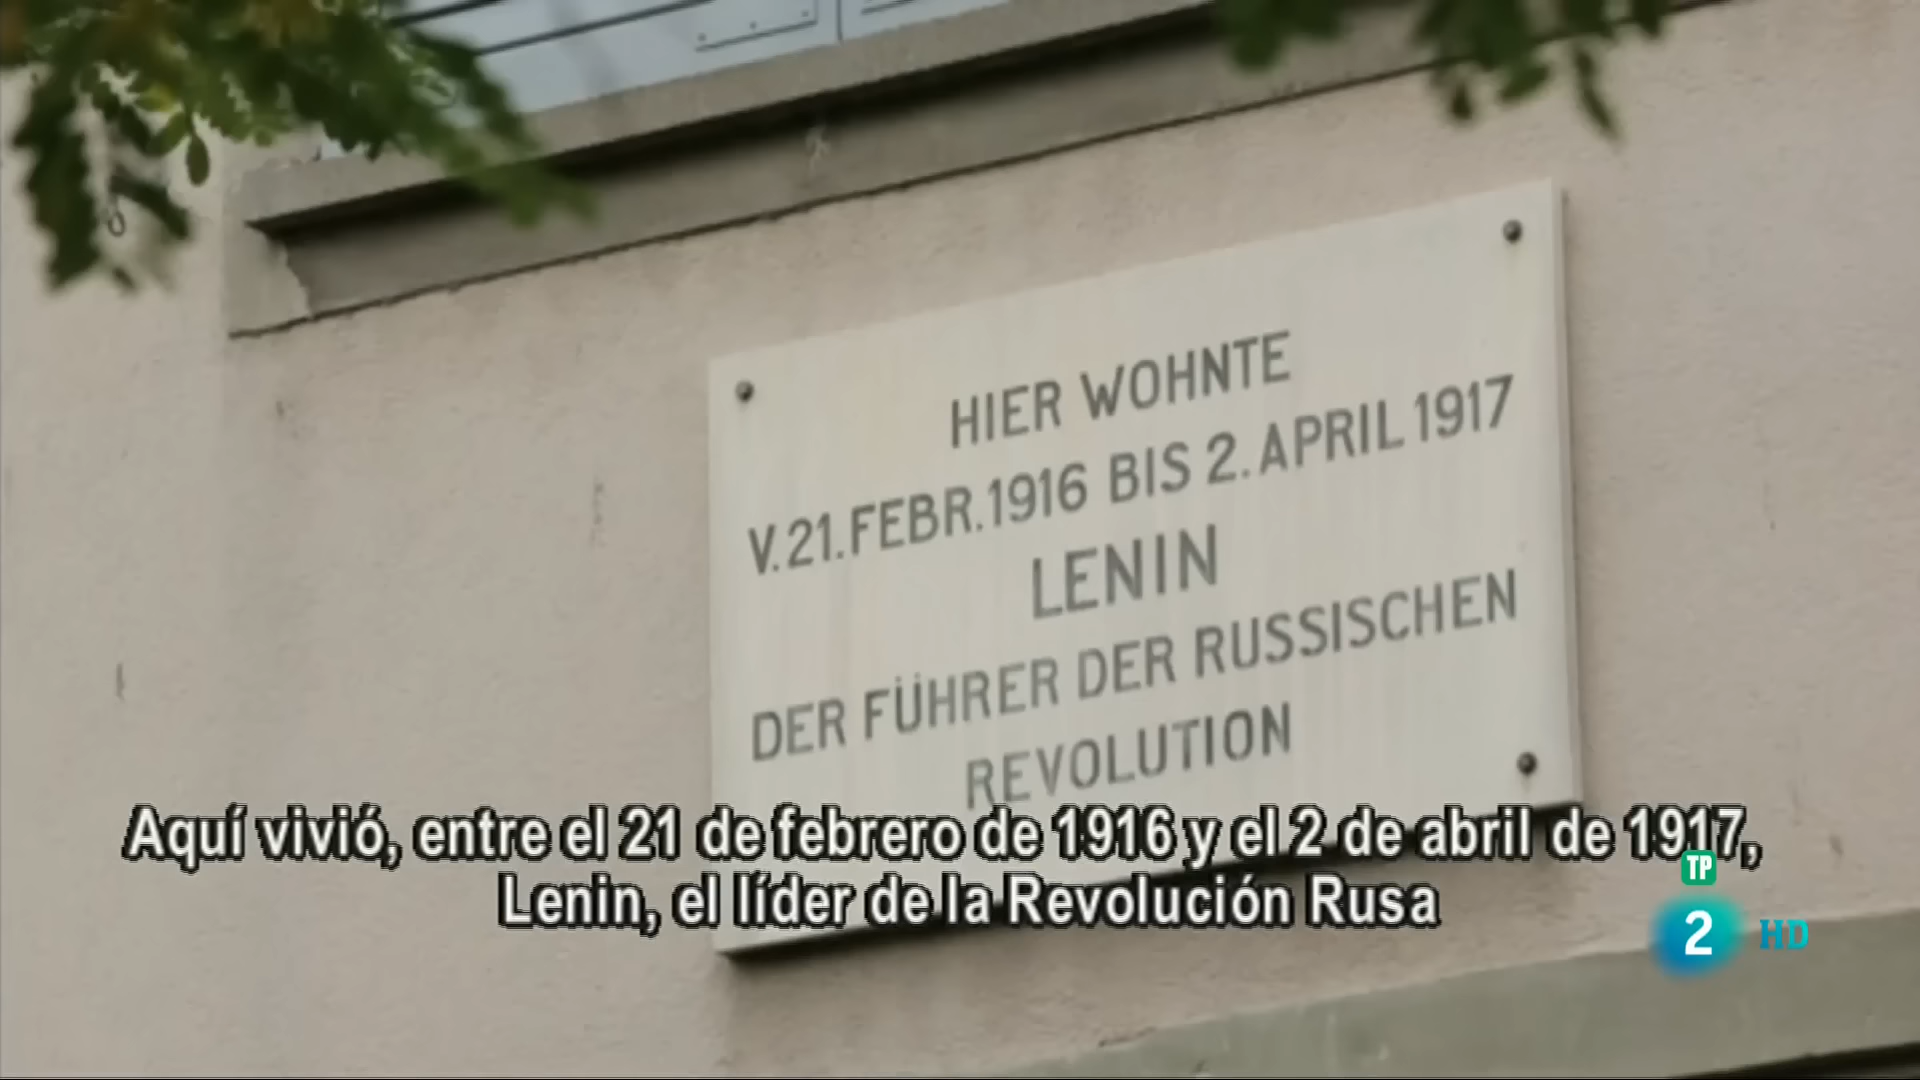 HIER WOHNTE
V. 21. FEBR. 1916 BIS 2. APRIL 1917
LENIN
DER FÜHRER DER RUSSISCHEN
REVOLUTION
Aquí vivió, entre el 21 de febrero de 1916 y el 2 de abril de 1917,
Lenin, el líder de la Revolución Rusa
TP
2 HD